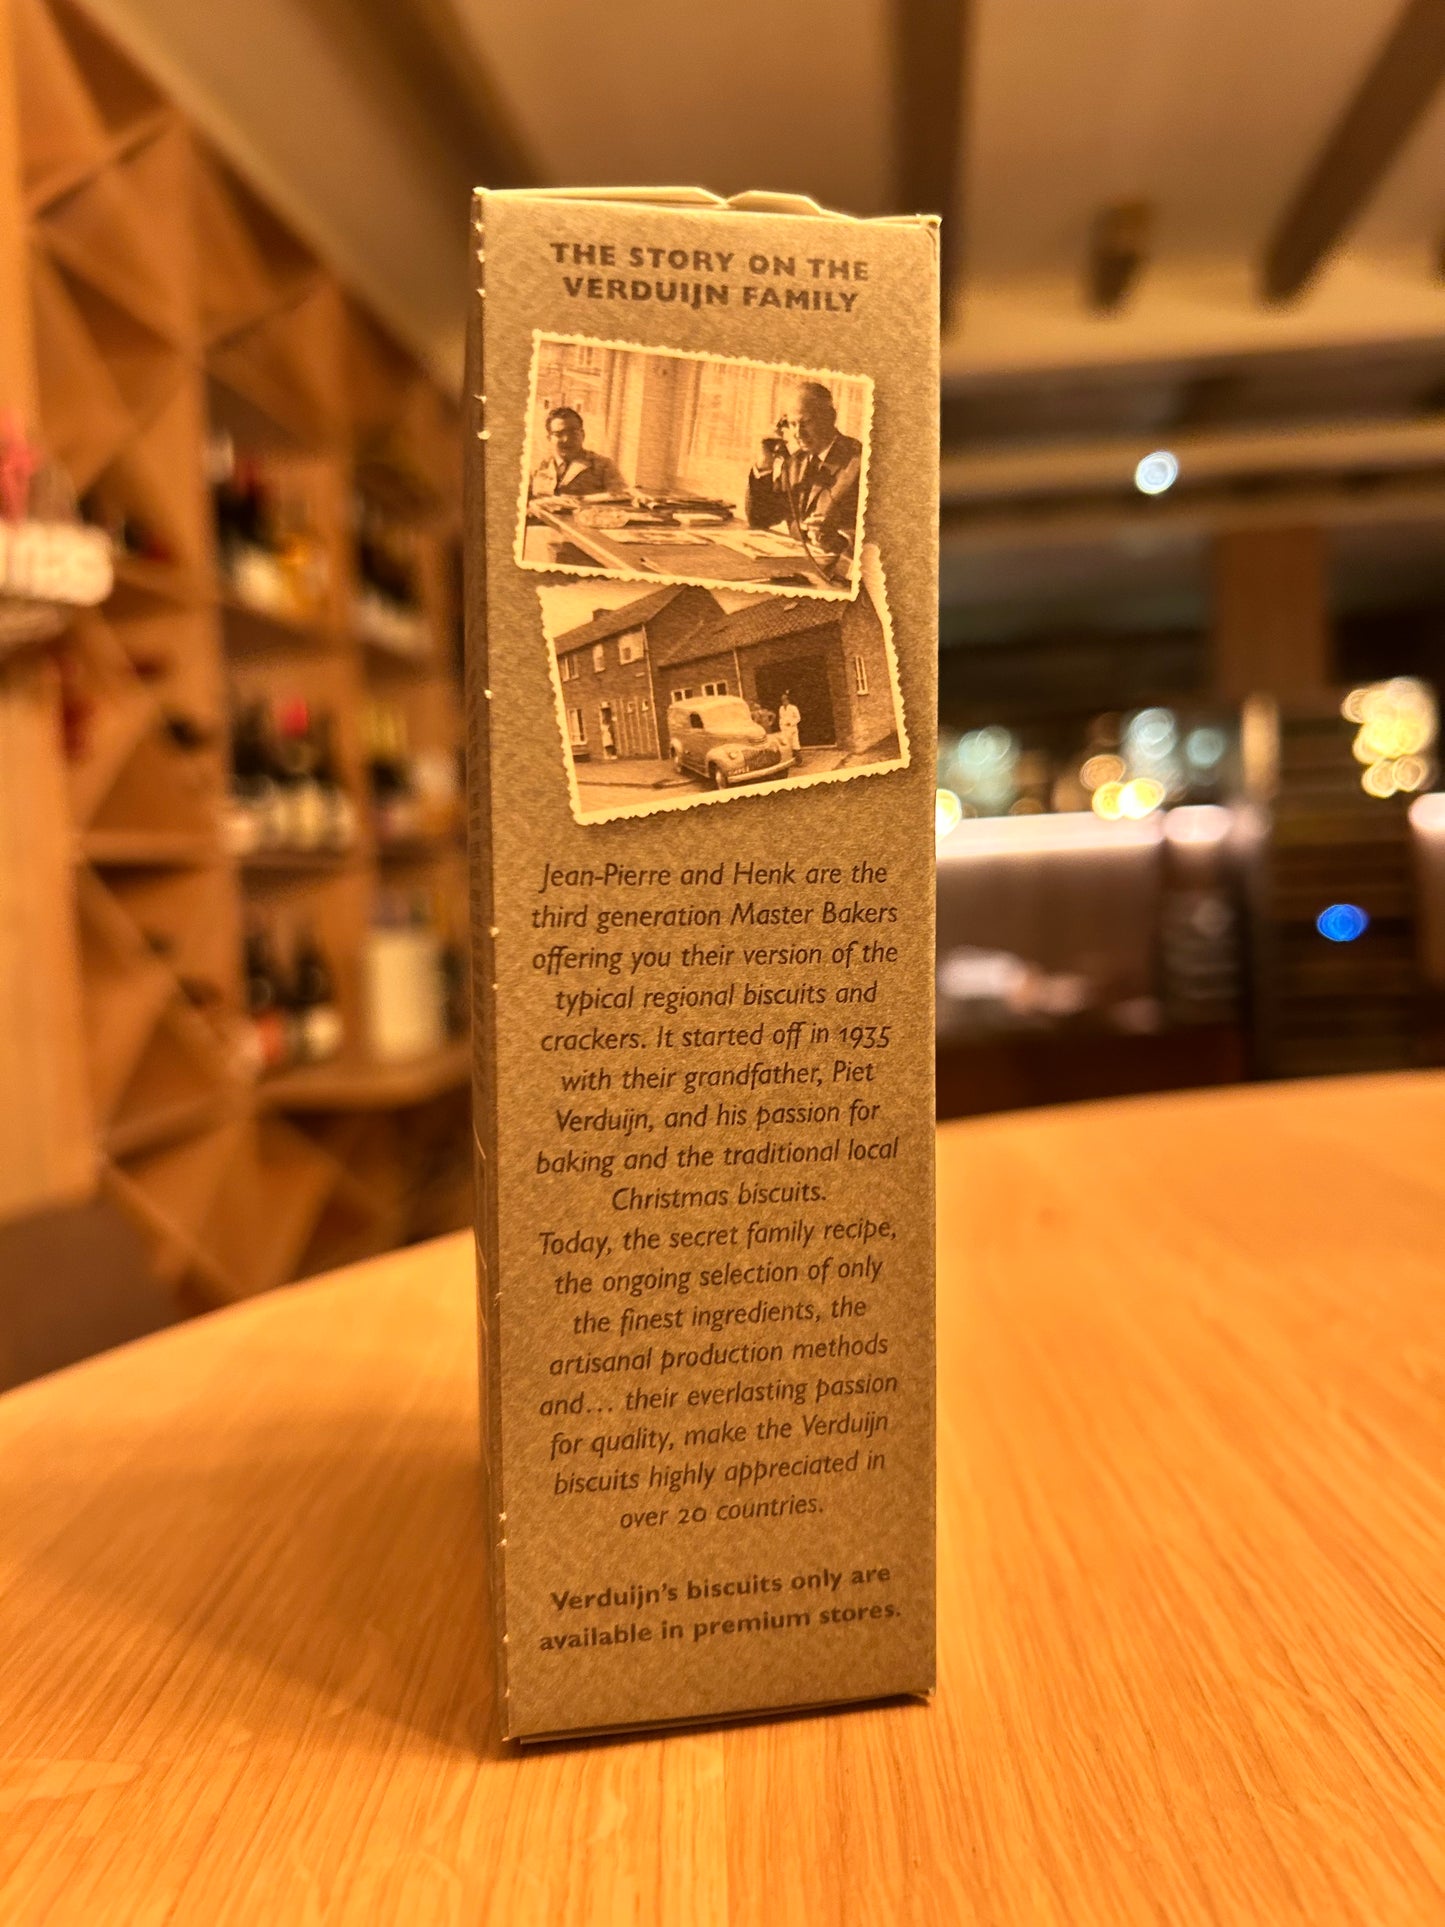 THE STORY ON THE
VERDUIJN FAMILY
Jean-Pierre and Henk are the
third generation Master Bakers
offering you their version of the
typical regional biscuits and
crackers. It started off in 1935
with their grandfather, Piet
Verduijn, and his passion for
baking and the traditional local
Christmas biscuits.
Today, the secret family recipe,
the ongoing selection of only
the finest ingredients, the
artisanal production methods
and... their everlasting passion
for quality, make the Verduijn
biscuits highly appreciated in
over 20 countries.
Verduijn's biscuits only are
available in premium stores.